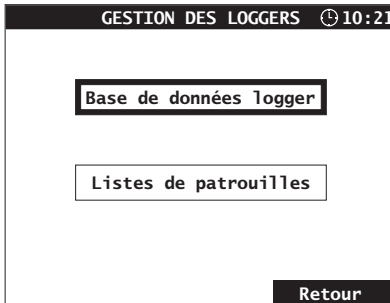 GESTION DES LOGGERS 10:21
Base de données logger
Listes de patrouilles
Retour